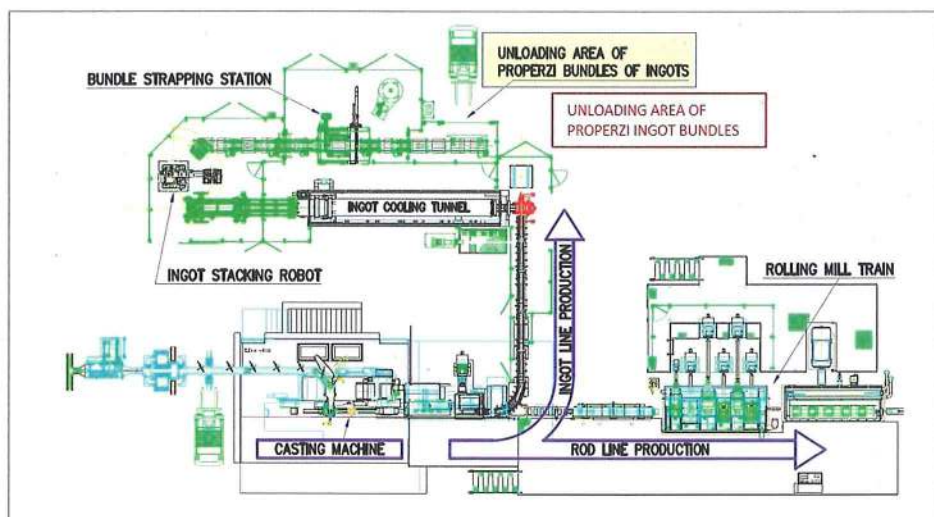 UNLOADING AREA OF
PROPERZI BUNDLES OF INGOTS
BUNDLE STRAPPING STATION
UNLOADING AREA OF
PROPERZI INGOT BUNDLES
INGOT COOLING TUNNEL
INGOT STACKING ROBOT
ROLLING MILL TRAIN
INGOT LINE PRODUCTION
CASTING MACHINE
ROD LINE PRODUCTION